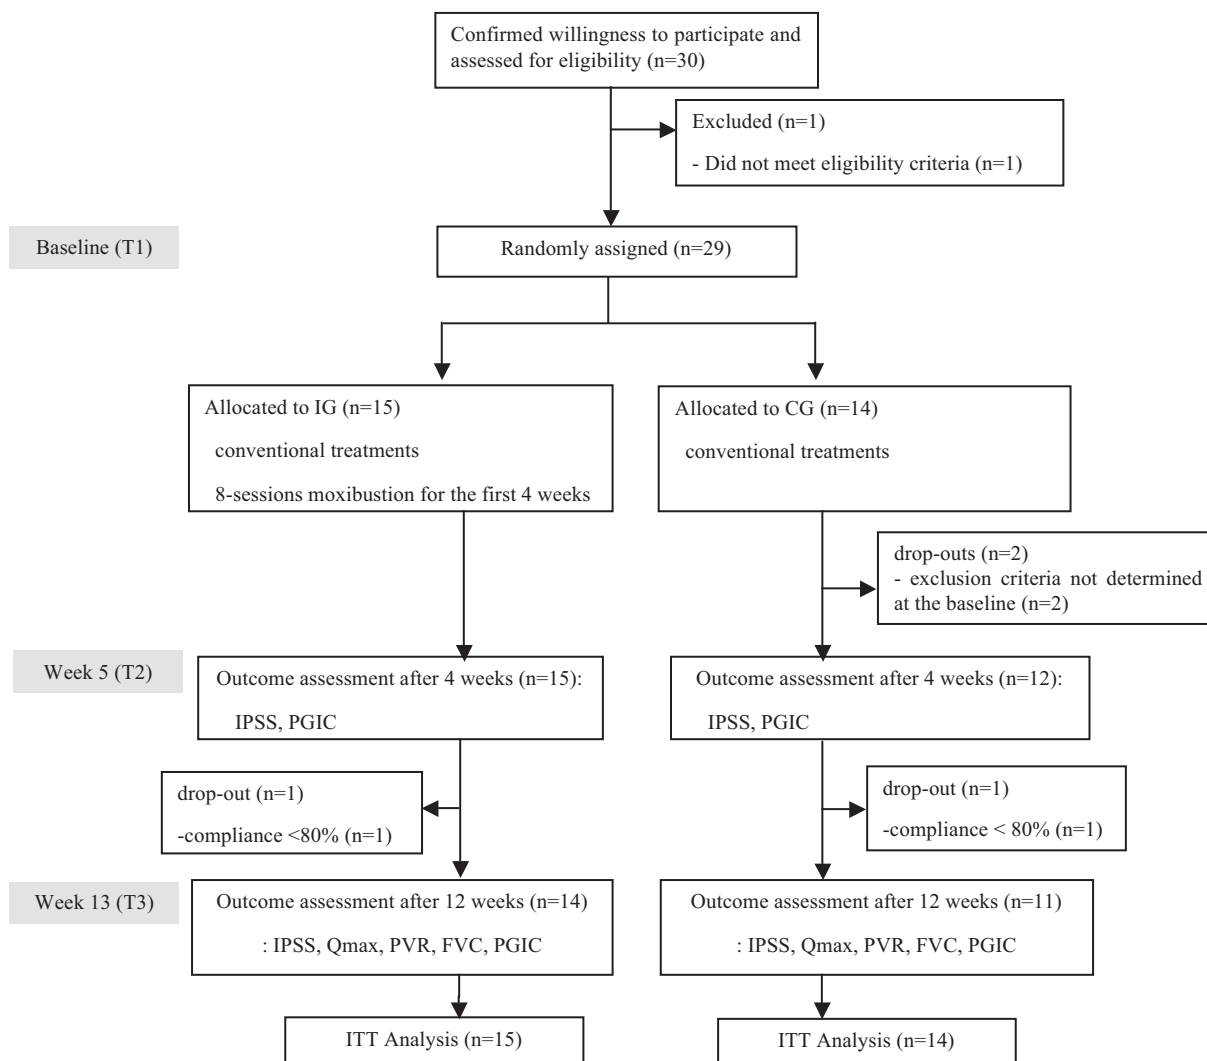 Confirmed willingness to participate and
assessed for eligibility (n=30)
Excluded (n=1)
- Did not meet eligibility criteria (n=1)
Baseline (T1)
Randomly assigned (n=29)
Allocated to IG (n=15)
conventional treatments
8-sessions moxibustion for the first 4 weeks
Allocated to CG (n=14)
conventional treatments
drop-outs (n=2)
- exclusion criteria not determined
at the baseline (n=2)
Week 5 (T2)
Outcome assessment after 4 weeks (n=15):
IPSS, PGIC
Outcome assessment after 4 weeks (n=12):
IPSS, PGIC
drop-out (n=1)
-compliance <80% (n=1)
drop-out (n=1)
-compliance < 80% (n=1)
Week 13 (T3)
Outcome assessment after 12 weeks (n=14)
: IPSS, Qmax, PVR, FVC, PGIC
Outcome assessment after 12 weeks (n=11)
: IPSS, Qmax, PVR, FVC, PGIC
ITT Analysis (n=15)
ITT Analysis (n=14)